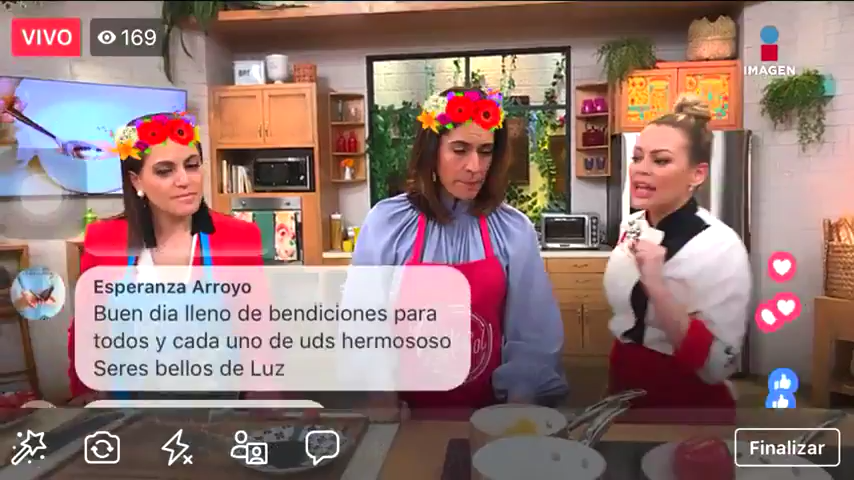 VIVO
169
IMAGEN
Esperanza Arroyo
Buen dia lleno de bendiciones para
todos y cada uno de uds hermososo
Seres bellos de Luz
Finalizar